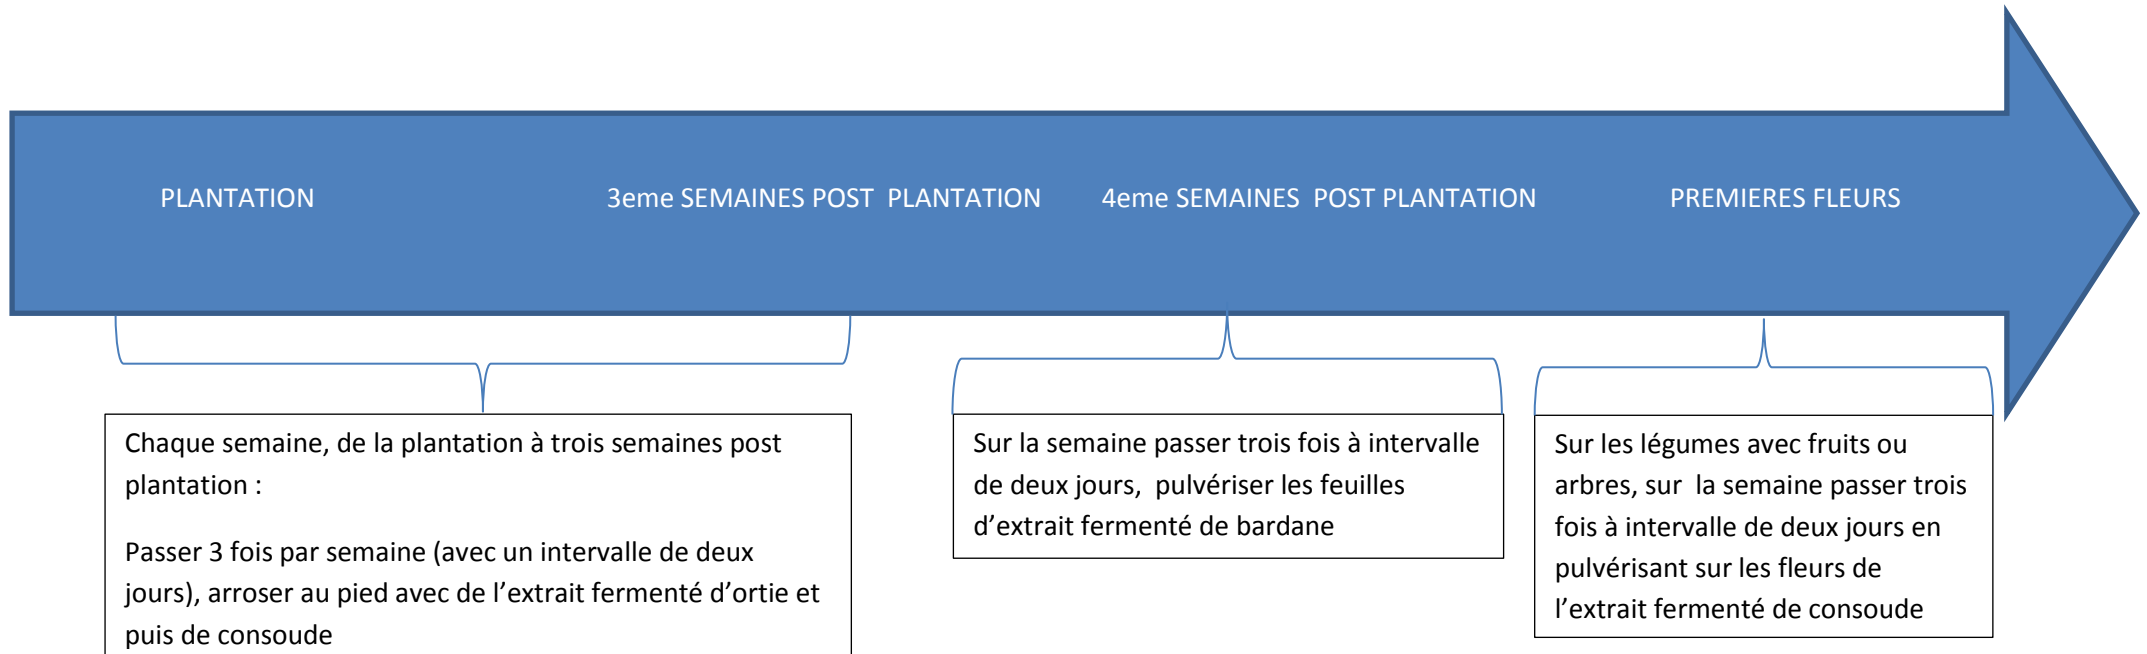 PLANTATION
3eme SEMAINES POST PLANTATION
4eme SEMAINES POST PLANTATION
PREMIERES FLEURS
Chaque semaine, de la plantation à trois semaines post
plantation :
Passer 3 fois par semaine (avec un intervalle de deux
jours), arroser au pied avec de l’extrait fermenté d’ortie et
puis de consoude
Sur la semaine passer trois fois à intervalle
de deux jours, pulvériser les feuilles
d’extrait fermenté de bardane
Sur les légumes avec fruits ou
arbres, sur la semaine passer trois
fois à intervalle de deux jours en
pulvérisant sur les fleurs de
l’extrait fermenté de consoude